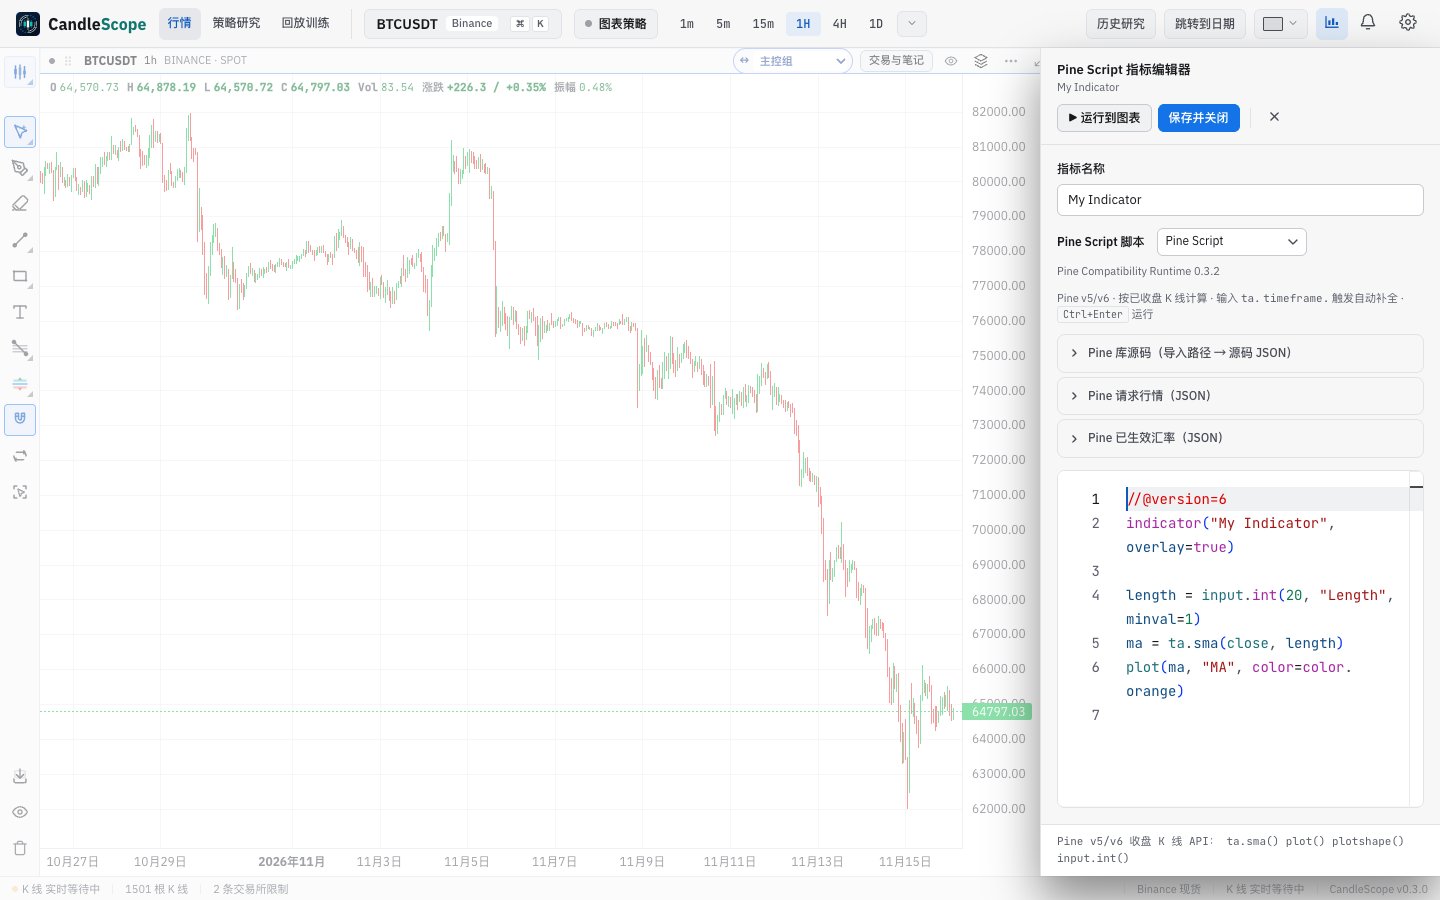 CandleScope 行情 策略研究 回放训练 BTCUSDT Binance ⌘ K 图表策略 1m 5m 15m 1H 4H 1D 历史研究 跳转到日期
BTCUSDT 1h BINANCE · SPOT 主控组 交易与笔记
O 64,570.73 H 64,878.19 L 64,570.72 C 64,797.03 Vol 83.54 涨跌 +226.3 / +0.35% 振幅 0.48%
82000.00
81000.00
80000.00
79000.00
78000.00
77000.00
76000.00
75000.00
74000.00
73000.00
72000.00
71000.00
70000.00
69000.00
68000.00
67000.00
66000.00
64797.03
64000.00
63000.00
62000.00
10月27日 10月29日 2026年11月 11月3日 11月5日 11月7日 11月9日 11月11日 11月13日 11月15日
Pine Script 指标编辑器
My Indicator
运行到图表 保存并关闭
指标名称
My Indicator
Pine Script 脚本 Pine Script
Pine Compatibility Runtime 0.3.2
Pine v5/v6 · 按已收盘 K 线计算 · 输入 ta. timeframe. 触发自动补全 ·
Ctrl+Enter 运行
Pine 库源码（导入路径 → 源码 JSON）
Pine 请求行情（JSON）
Pine 已生效汇率（JSON）
1 //@version=6
2 indicator("My Indicator",
overlay=true)
3
4 length = input.int(20, "Length",
minval=1)
5 ma = ta.sma(close, length)
6 plot(ma, "MA", color=color.
orange)
7
Pine v5/v6 收盘 K 线 API: ta.sma() plot() plotshape()
input.int()
K 线 实时等待中 1501 根 K 线 2 条交易所限制 Binance 现货 K 线 实时等待中 CandleScope v0.3.0